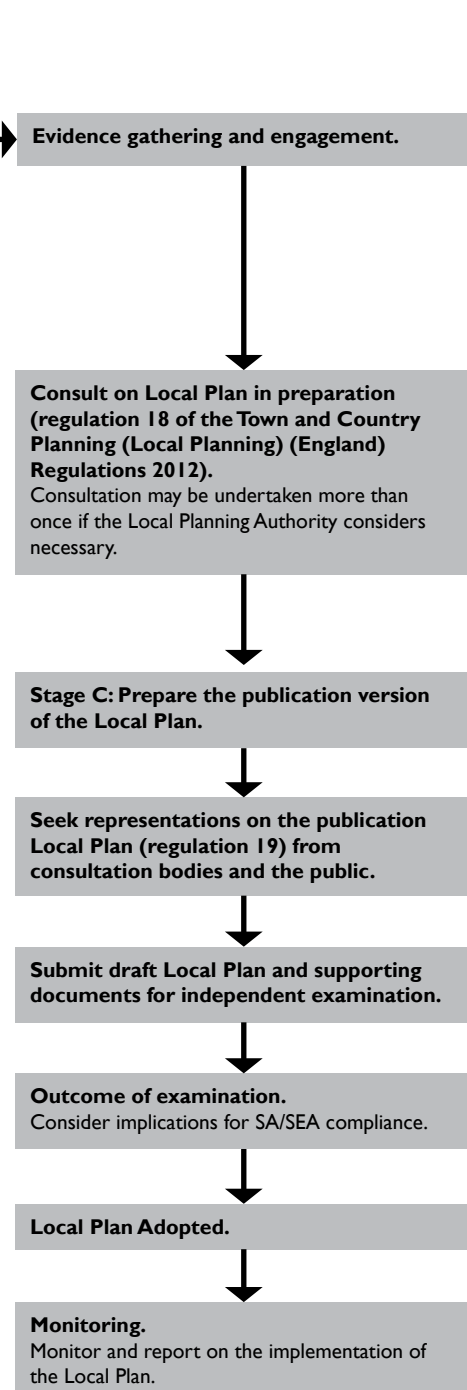 Evidence gathering and engagement.
Consult on Local Plan in preparation
(regulation 18 of the Town and Country
Planning (Local Planning) (England)
Regulations 2012).
Consultation may be undertaken more than
once if the Local Planning Authority considers
necessary.
Stage C: Prepare the publication version
of the Local Plan.
Seek representations on the publication
Local Plan (regulation 19) from
consultation bodies and the public.
Submit draft Local Plan and supporting
documents for independent examination.
Outcome of examination.
Consider implications for SA/SEA compliance.
Local Plan Adopted.
Monitoring.
Monitor and report on the implementation of
the Local Plan.